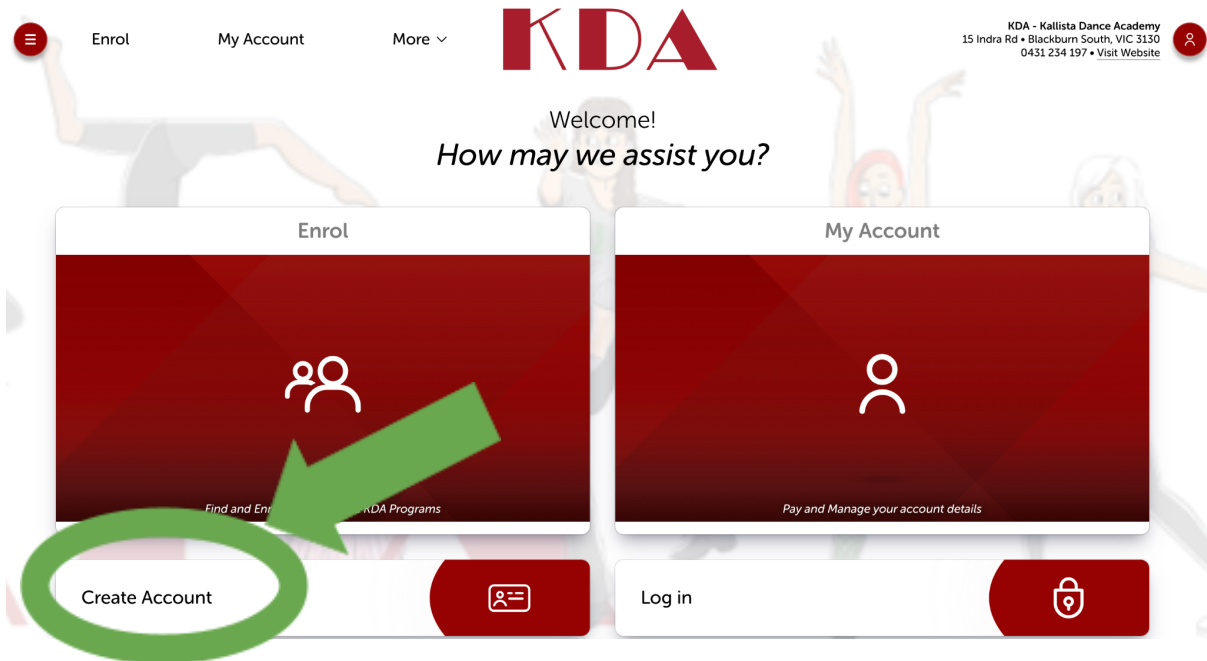 Enrol
My Account
More
KDA
KDA - Kallista Dance Academy
15 Indra Rd • Blackburn South, VIC 3130
0431 234 197 • Visit Website
Welcome!
How may we assist you?
Enrol
My Account
Find and KDA Programs
Pay and Manage your account details
Create Account
Log in